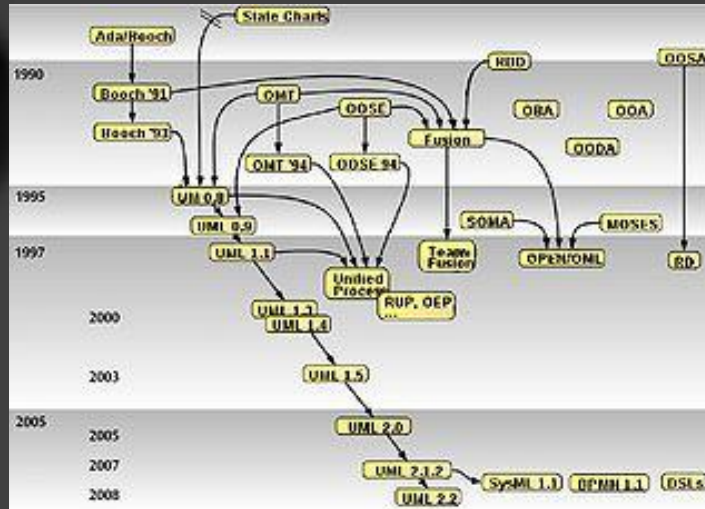 State Charts
Ada/Booch
1990
RDD
OOSA
Booch '91
OMT
OOSE
OBA
OOA
Booch '93
Fusion
OODA
OMT '94
OOSE 94
1995
UM 0.8
UML 0.9
SOMA
MOSES
1997
UML 1.1
Team
Fusion
OPEN/OML
RD
Unified
Process
RUP, OEP
...
UML 1.3
2000
UML 1.4
2003
UML 1.5
2005
UML 2.0
2005
2007
UML 2.1.2
SysML 1.1
BPMN 1.1
DSLs
2008
UML 2.2